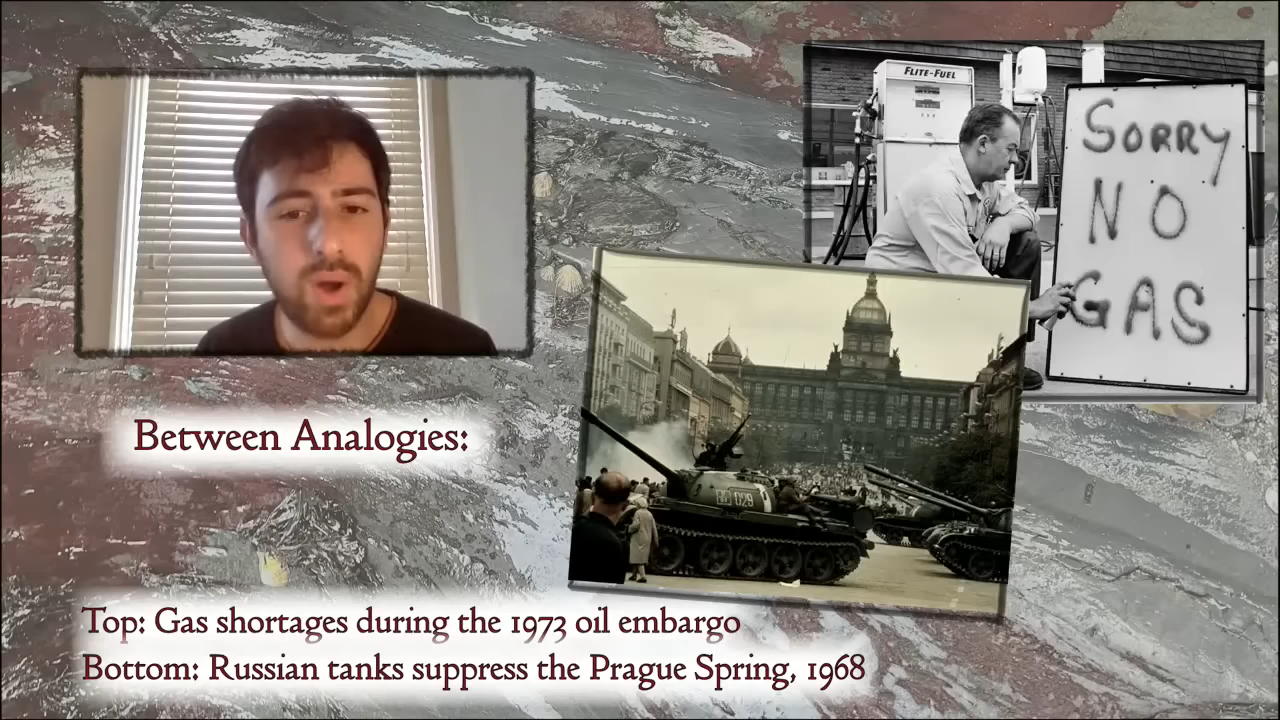 FLITE-FUEL
SORRY
NO
GAS
029
Between Analogies:
Top: Gas shortages during the 1973 oil embargo
Bottom: Russian tanks suppress the Prague Spring, 1968